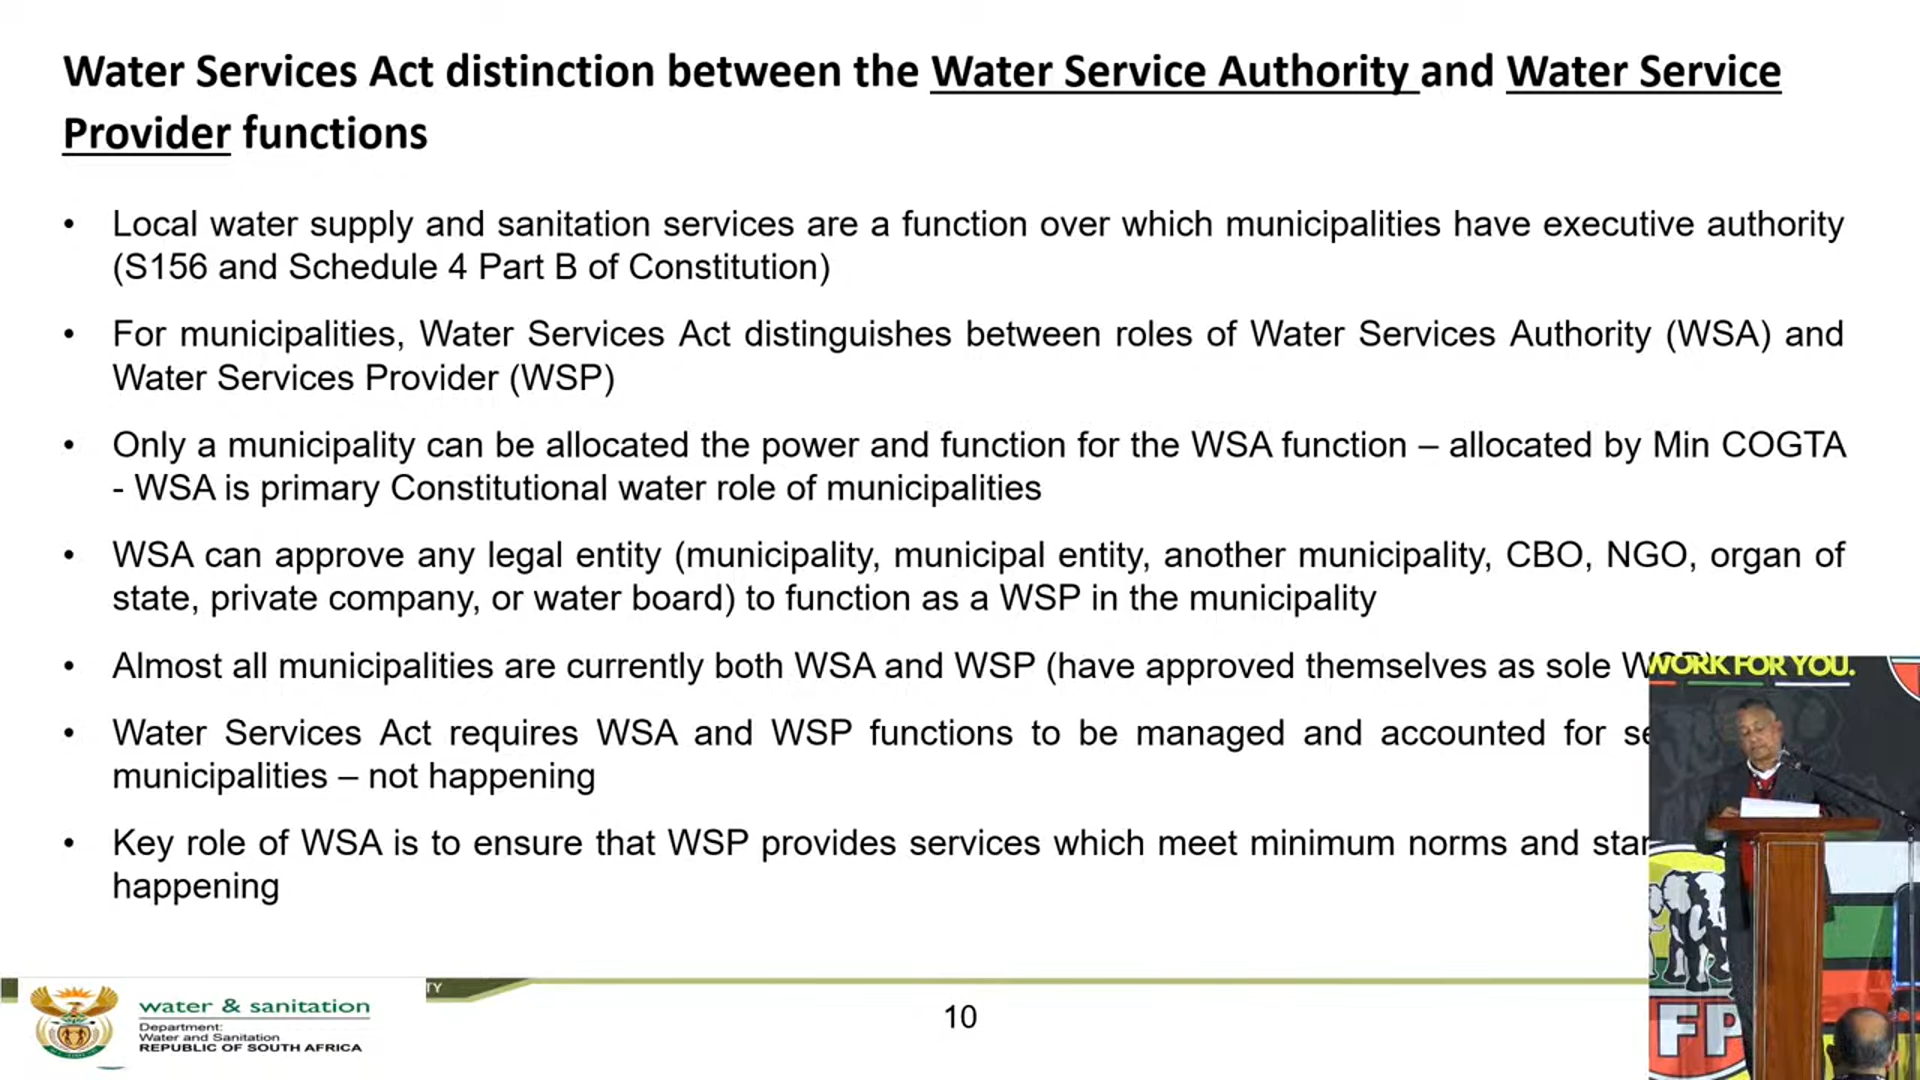 Water Services Act distinction between the Water Service Authority and Water Service
Provider functions
• Local water supply and sanitation services are a function over which municipalities have executive authority
(S156 and Schedule 4 Part B of Constitution)
• For municipalities, Water Services Act distinguishes between roles of Water Services Authority (WSA) and
Water Services Provider (WSP)
• Only a municipality can be allocated the power and function for the WSA function – allocated by Min COGTA
- WSA is primary Constitutional water role of municipalities
• WSA can approve any legal entity (municipality, municipal entity, another municipality, CBO, NGO, organ of
state, private company, or water board) to function as a WSP in the municipality
• Almost all municipalities are currently both WSA and WSP (have approved themselves as sole
WORK FOR YOU.
• Water Services Act requires WSA and WSP functions to be managed and accounted for
municipalities – not happening
• Key role of WSA is to ensure that WSP provides services which meet minimum norms and
happening
water & sanitation
Department:
Water and Sanitation
REPUBLIC OF SOUTH AFRICA
10
FP